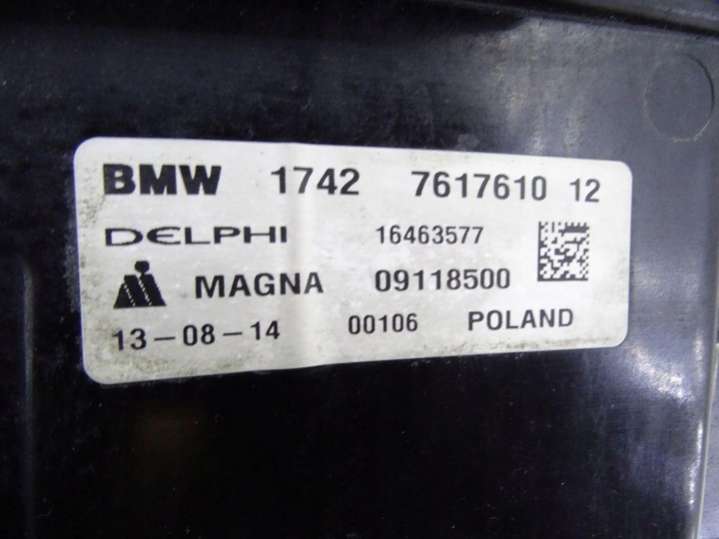 BMW 1742 7617610 12
DELPHI 16463577
MAGNA 09118500
13-08-14 00106 POLAND